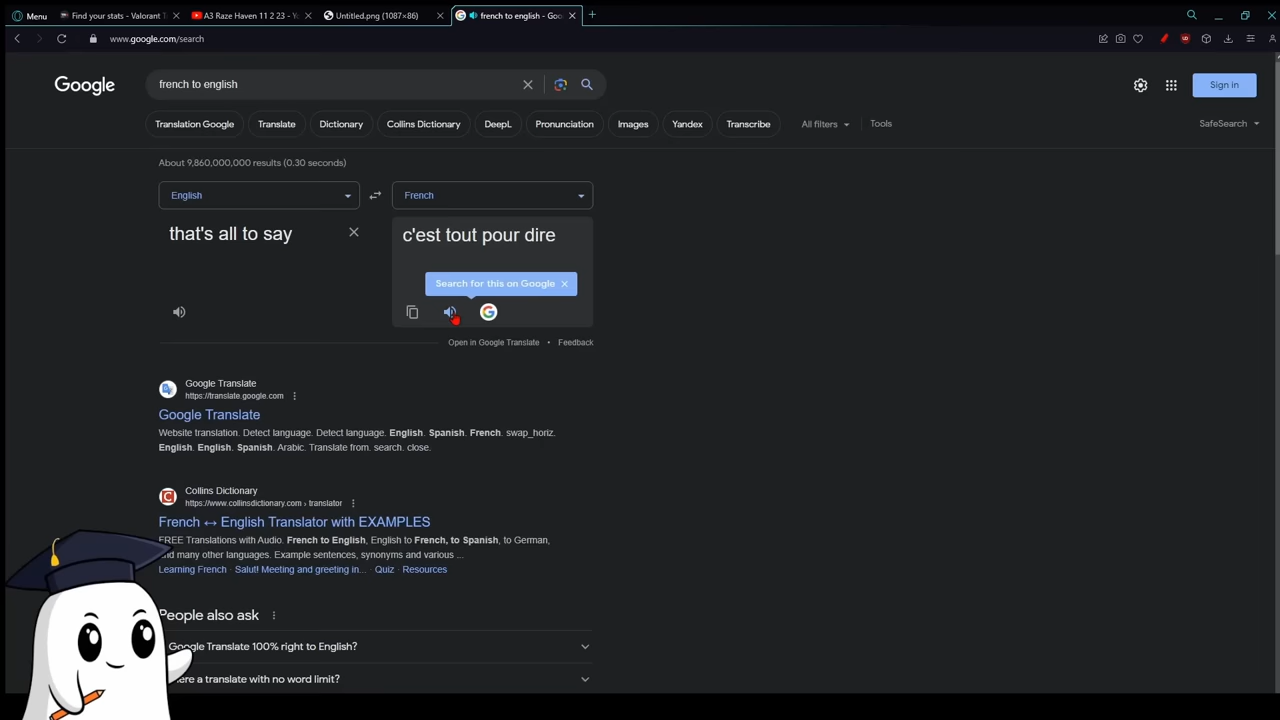 Menu
Find your stats - Valorant T
A3 Raze Haven 11 2 23 - Yo
Untitled.png (1087×86)
french to english - Goo
www.google.com/search
Google
french to english
Sign in
Translation Google
Translate
Dictionary
Collins Dictionary
DeepL
Pronunciation
Images
Yandex
Transcribe
All filters
Tools
SafeSearch
About 9,860,000,000 results (0.30 seconds)
English
French
that's all to say
c'est tout pour dire
Search for this on Google
Open in Google Translate • Feedback
Google Translate
https://translate.google.com
Google Translate
Website translation. Detect language. Detect language. English. Spanish. French. swap_horiz.
English. English. Spanish. Arabic. Translate from. search. close.
Collins Dictionary
https://www.collinsdictionary.com › translator
French ↔ English Translator with EXAMPLES
FREE Translations with Audio. French to English, English to French, to Spanish, to German,
and many other languages. Example sentences, synonyms and various ...
Learning French · Salut! Meeting and greeting in... · Quiz · Resources
People also ask
Google Translate 100% right to English?
here a translate with no word limit?